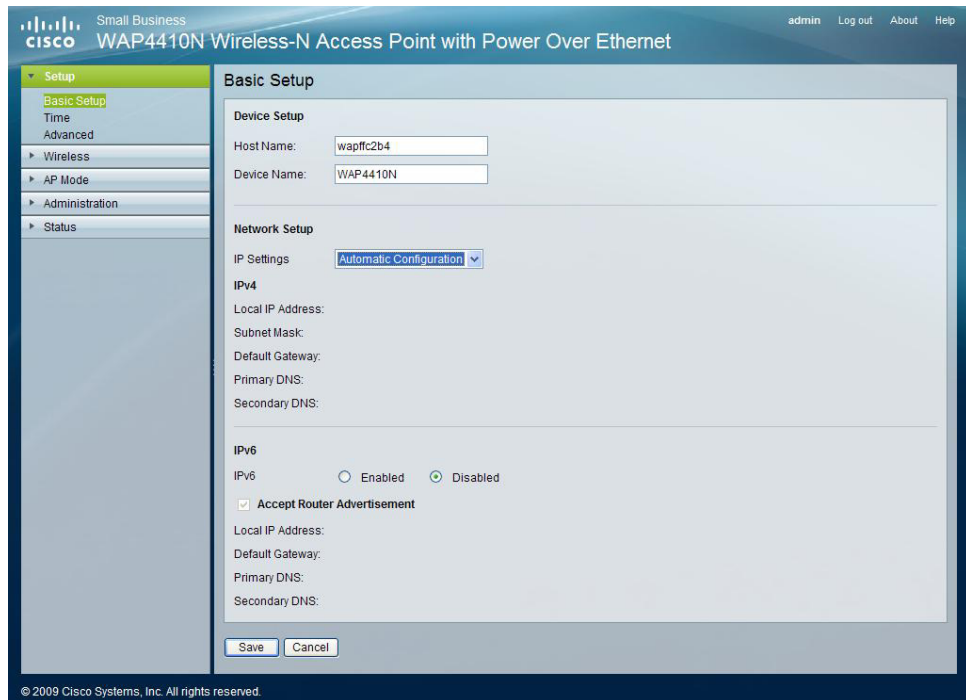 Small Business
cisco WAP4410N Wireless-N Access Point with Power Over Ethernet
admin Log out About Help
Setup
Basic Setup
Time
Advanced
Wireless
AP Mode
Administration
Status
Basic Setup
Device Setup
Host Name: wapffc2b4
Device Name: WAP4410N
Network Setup
IP Settings Automatic Configuration
IPv4
Local IP Address:
Subnet Mask:
Default Gateway:
Primary DNS:
Secondary DNS:
IPv6
IPv6 Enabled Disabled
Accept Router Advertisement
Local IP Address:
Default Gateway:
Primary DNS:
Secondary DNS:
Save Cancel
© 2009 Cisco Systems, Inc. All rights reserved.